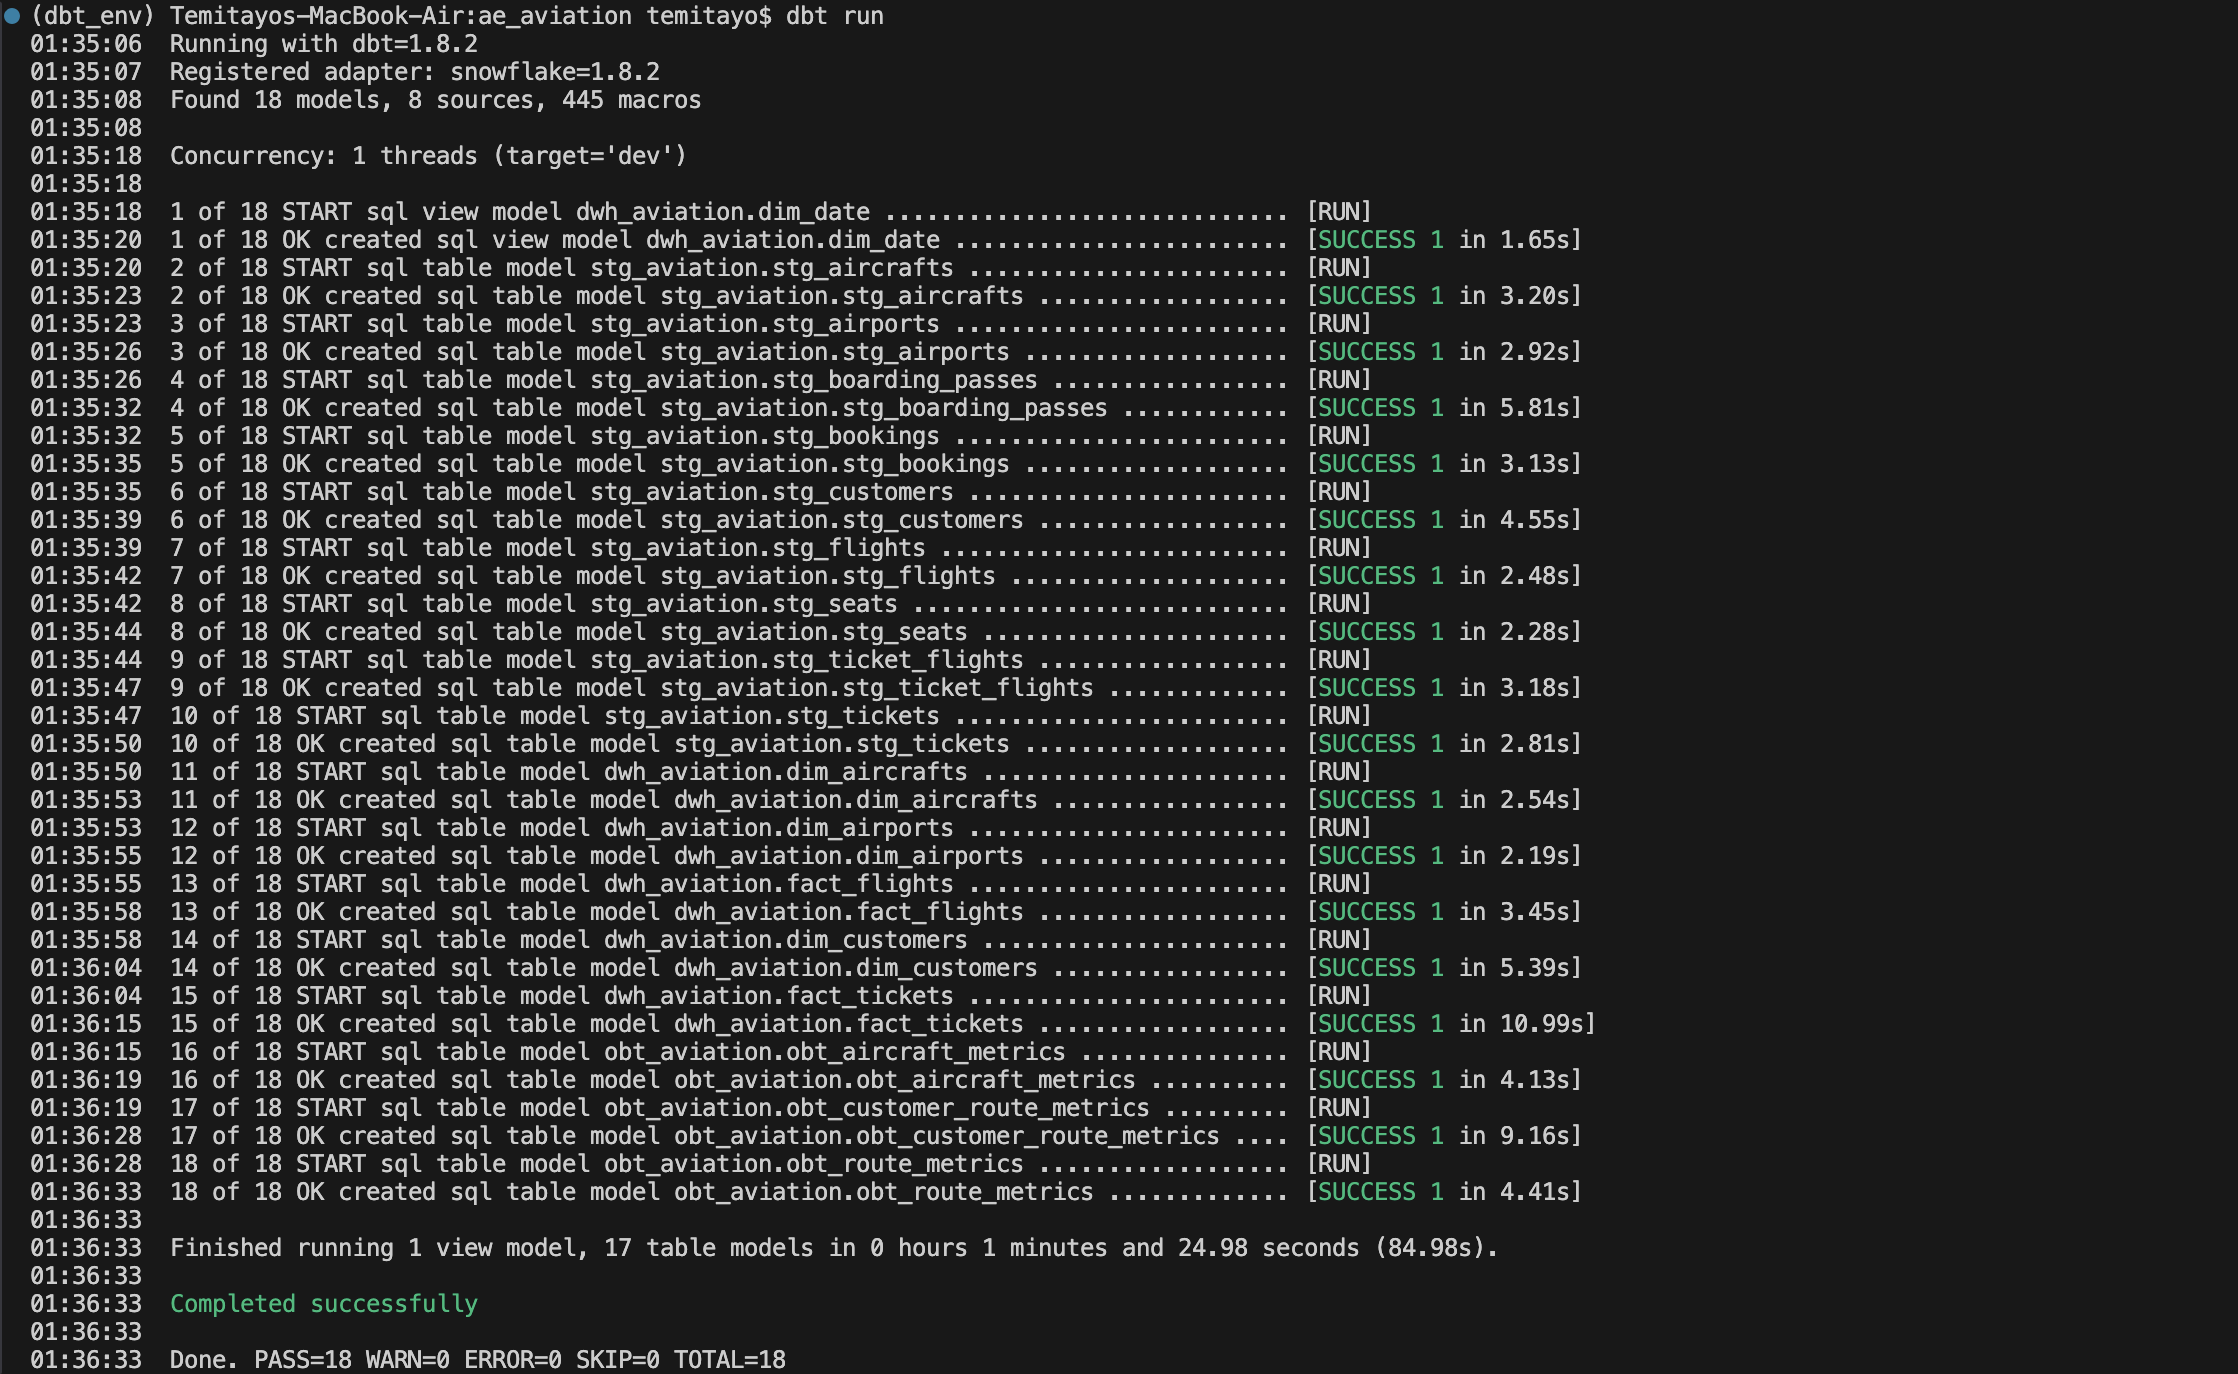 (dbt_env) Temitayos-MacBook-Air:ae_aviation temitayo$ dbt run
01:35:06  Running with dbt=1.8.2
01:35:07  Registered adapter: snowflake=1.8.2
01:35:08  Found 18 models, 8 sources, 445 macros
01:35:08
01:35:18  Concurrency: 1 threads (target='dev')
01:35:18
01:35:18  1 of 18 START sql view model dwh_aviation.dim_date ............................. [RUN]
01:35:20  1 of 18 OK created sql view model dwh_aviation.dim_date ........................ [SUCCESS 1 in 1.65s]
01:35:20  2 of 18 START sql table model stg_aviation.stg_aircrafts ....................... [RUN]
01:35:23  2 of 18 OK created sql table model stg_aviation.stg_aircrafts .................. [SUCCESS 1 in 3.20s]
01:35:23  3 of 18 START sql table model stg_aviation.stg_airports ........................ [RUN]
01:35:26  3 of 18 OK created sql table model stg_aviation.stg_airports ................... [SUCCESS 1 in 2.92s]
01:35:26  4 of 18 START sql table model stg_aviation.stg_boarding_passes ................. [RUN]
01:35:32  4 of 18 OK created sql table model stg_aviation.stg_boarding_passes ............ [SUCCESS 1 in 5.81s]
01:35:32  5 of 18 START sql table model stg_aviation.stg_bookings ........................ [RUN]
01:35:35  5 of 18 OK created sql table model stg_aviation.stg_bookings ................... [SUCCESS 1 in 3.13s]
01:35:35  6 of 18 START sql table model stg_aviation.stg_customers ....................... [RUN]
01:35:39  6 of 18 OK created sql table model stg_aviation.stg_customers .................. [SUCCESS 1 in 4.55s]
01:35:39  7 of 18 START sql table model stg_aviation.stg_flights ......................... [RUN]
01:35:42  7 of 18 OK created sql table model stg_aviation.stg_flights .................... [SUCCESS 1 in 2.48s]
01:35:42  8 of 18 START sql table model stg_aviation.stg_seats ........................... [RUN]
01:35:44  8 of 18 OK created sql table model stg_aviation.stg_seats ...................... [SUCCESS 1 in 2.28s]
01:35:44  9 of 18 START sql table model stg_aviation.stg_ticket_flights .................. [RUN]
01:35:47  9 of 18 OK created sql table model stg_aviation.stg_ticket_flights ............. [SUCCESS 1 in 3.18s]
01:35:47  10 of 18 START sql table model stg_aviation.stg_tickets ........................ [RUN]
01:35:50  10 of 18 OK created sql table model stg_aviation.stg_tickets ................... [SUCCESS 1 in 2.81s]
01:35:50  11 of 18 START sql table model dwh_aviation.dim_aircrafts ...................... [RUN]
01:35:53  11 of 18 OK created sql table model dwh_aviation.dim_aircrafts ................. [SUCCESS 1 in 2.54s]
01:35:53  12 of 18 START sql table model dwh_aviation.dim_airports ....................... [RUN]
01:35:55  12 of 18 OK created sql table model dwh_aviation.dim_airports .................. [SUCCESS 1 in 2.19s]
01:35:55  13 of 18 START sql table model dwh_aviation.fact_flights ....................... [RUN]
01:35:58  13 of 18 OK created sql table model dwh_aviation.fact_flights .................. [SUCCESS 1 in 3.45s]
01:35:58  14 of 18 START sql table model dwh_aviation.dim_customers ...................... [RUN]
01:36:04  14 of 18 OK created sql table model dwh_aviation.dim_customers ................. [SUCCESS 1 in 5.39s]
01:36:04  15 of 18 START sql table model dwh_aviation.fact_tickets ....................... [RUN]
01:36:15  15 of 18 OK created sql table model dwh_aviation.fact_tickets .................. [SUCCESS 1 in 10.99s]
01:36:15  16 of 18 START sql table model obt_aviation.obt_aircraft_metrics ............... [RUN]
01:36:19  16 of 18 OK created sql table model obt_aviation.obt_aircraft_metrics .......... [SUCCESS 1 in 4.13s]
01:36:19  17 of 18 START sql table model obt_aviation.obt_customer_route_metrics ......... [RUN]
01:36:28  17 of 18 OK created sql table model obt_aviation.obt_customer_route_metrics .... [SUCCESS 1 in 9.16s]
01:36:28  18 of 18 START sql table model obt_aviation.obt_route_metrics .................. [RUN]
01:36:33  18 of 18 OK created sql table model obt_aviation.obt_route_metrics ............. [SUCCESS 1 in 4.41s]
01:36:33
01:36:33  Finished running 1 view model, 17 table models in 0 hours 1 minutes and 24.98 seconds (84.98s).
01:36:33
01:36:33  Completed successfully
01:36:33
01:36:33  Done. PASS=18 WARN=0 ERROR=0 SKIP=0 TOTAL=18